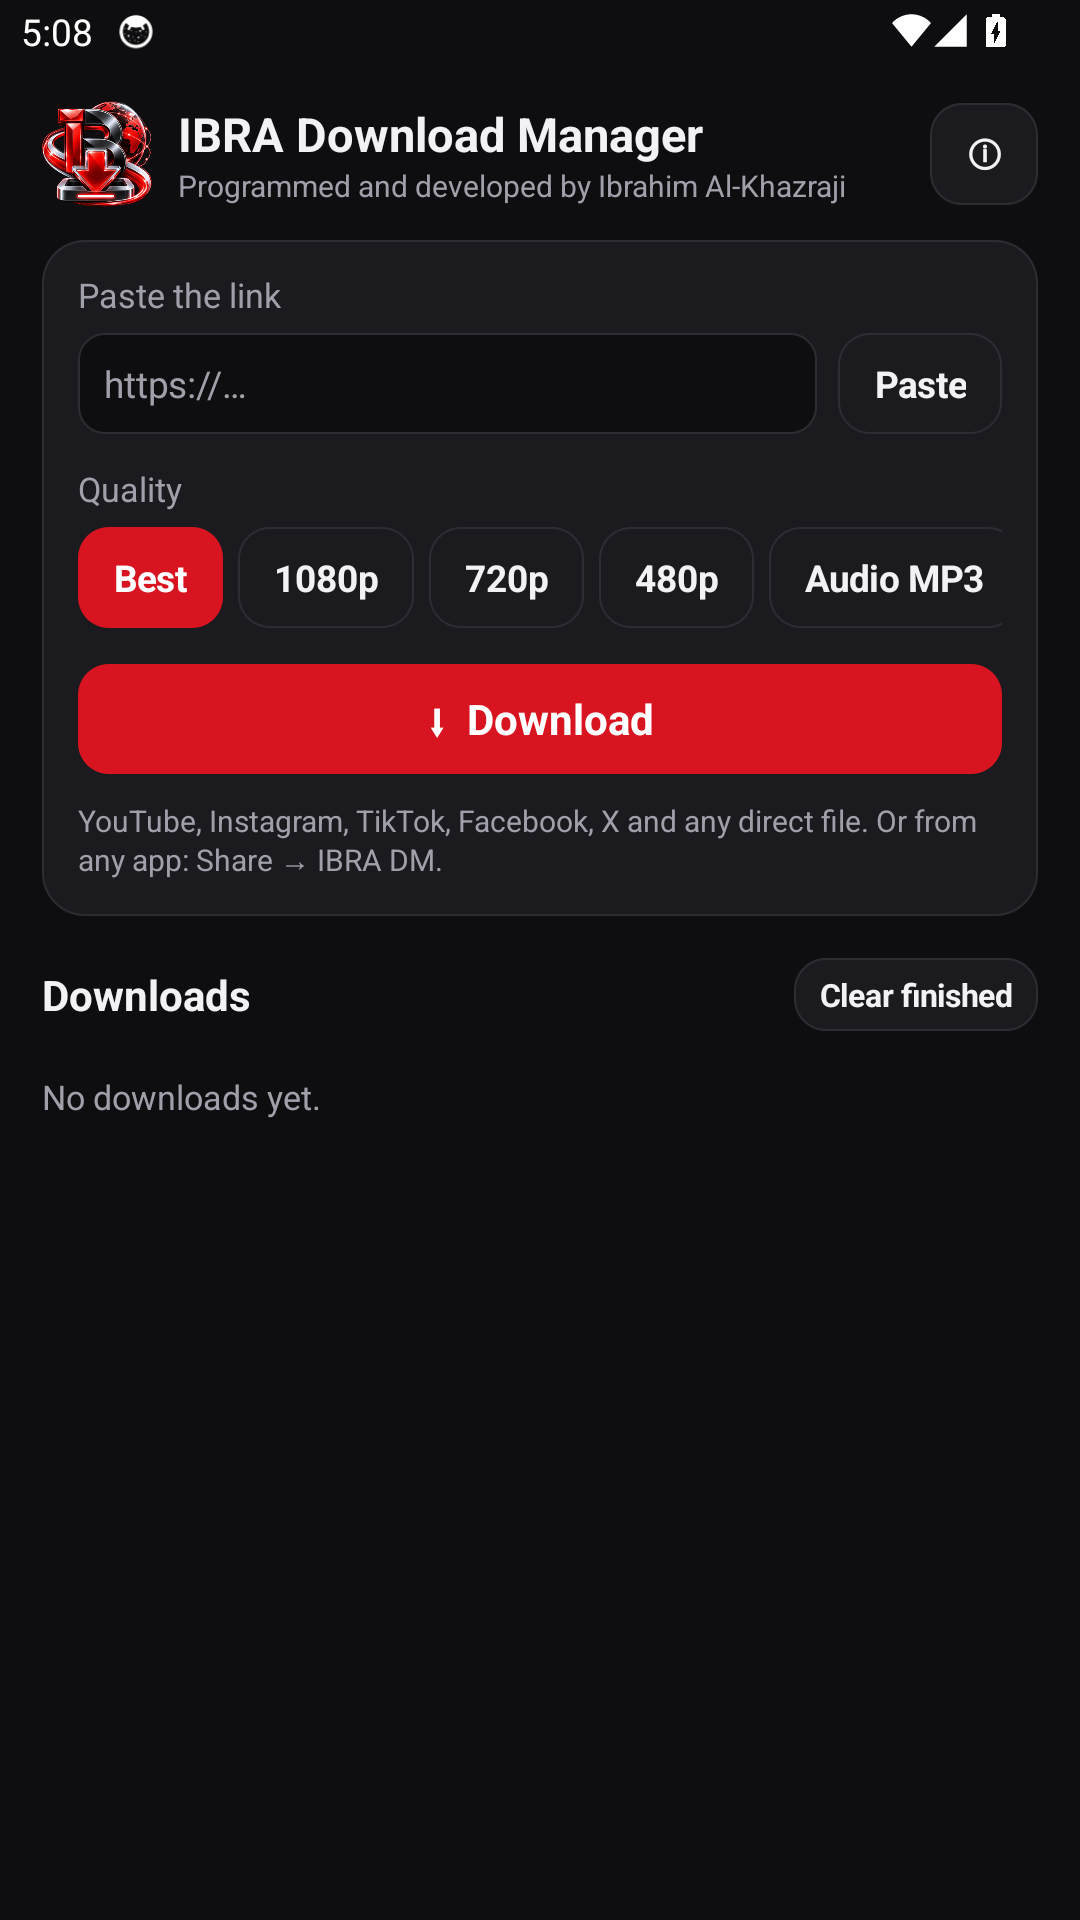 5:08
IBRA Download Manager
Programmed and developed by Ibrahim Al-Khazraji
Paste the link
https://...
Paste
Quality
Best
1080p
720p
480p
Audio MP3
↓ Download
YouTube, Instagram, TikTok, Facebook, X and any direct file. Or from
any app: Share → IBRA DM.
Downloads
Clear finished
No downloads yet.